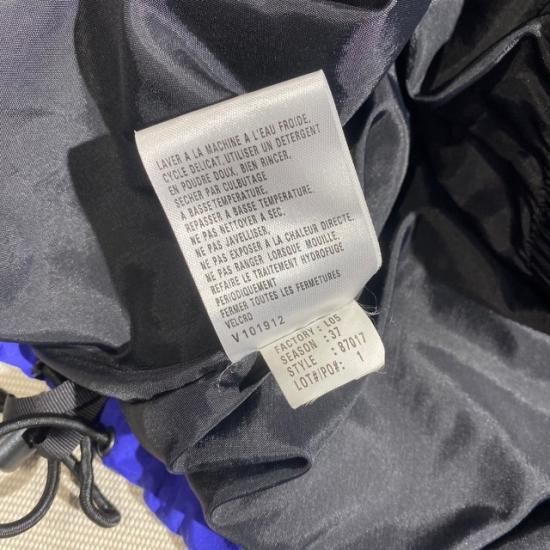 LAVER A LA MACHINE A L'EAU FROIDE,
CYCLE DELICAT. UTILISER UN DETERGENT
EN POUDRE DOUX, BIEN RINCER.
SECHER PAR CULBUTAGE
A BASSETEMPERATURE.
REPASSER A BASSE TEMPERATURE.
NE PAS NETTOYER A SEC.
NE PAS JAVELLISER.
NE PAS EXPOSER A LA CHALEUR DIRECTE.
NE PAS RANGER LORSQUE MOUILLE.
REFAIRE LE TRAITEMENT HYDROFUGE
PERIODIQUEMENT
FERMER TOUTES LES FERMETURES
VELCRO
V101912
FACTORY: L05
SEASON : 37
STYLE : 87017
LOT#/PO#: 1